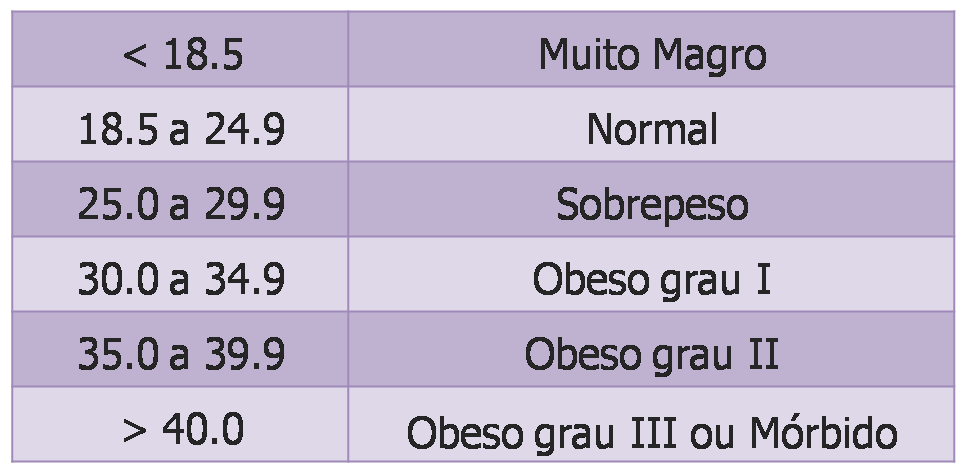 < 18.5 Muito Magro
18.5 a 24.9 Normal
25.0 a 29.9 Sobrepeso
30.0 a 34.9 Obeso grau I
35.0 a 39.9 Obeso grau II
> 40.0 Obeso grau III ou Mórbido